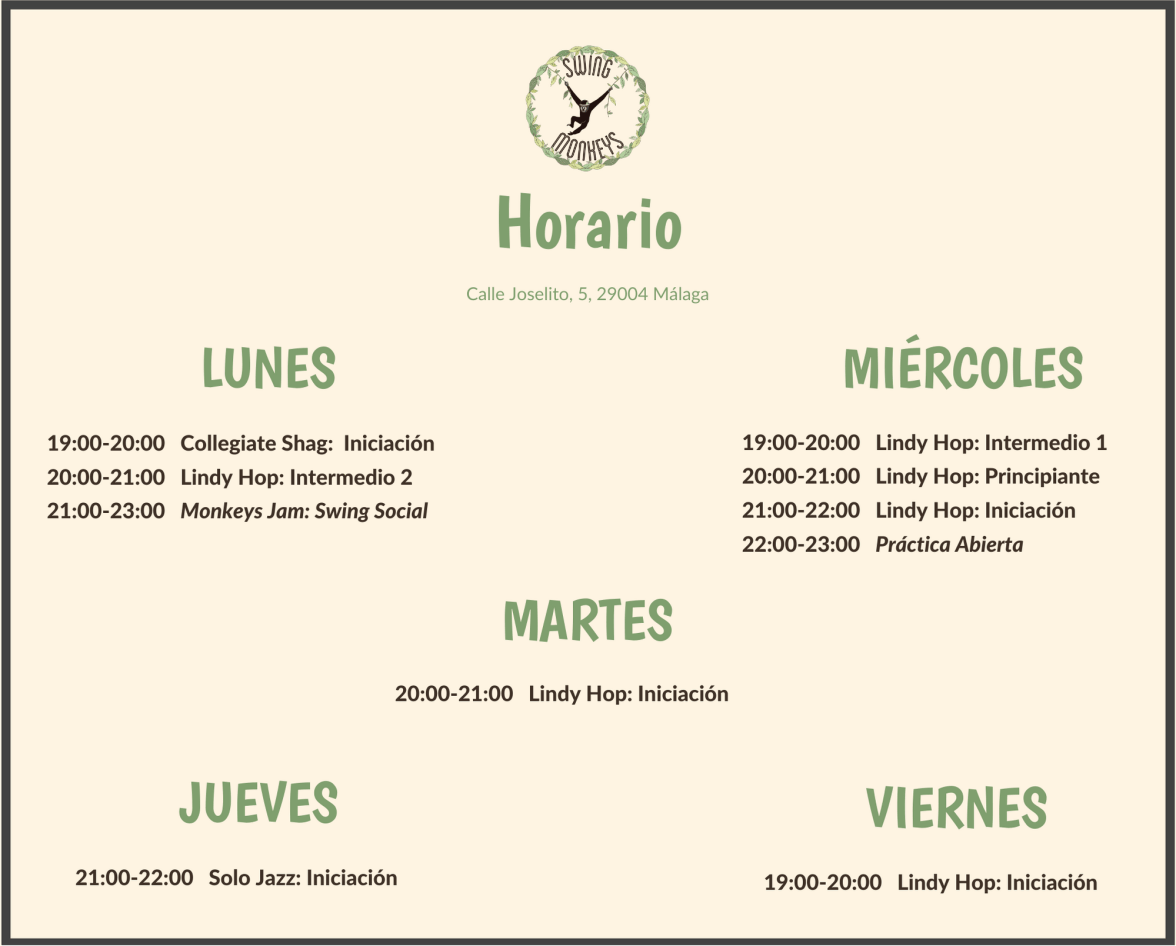 SWING
MONKEYS
Horario
Calle Joselito, 5, 29004 Málaga
LUNES
19:00-20:00 Collegiate Shag: Iniciación
20:00-21:00 Lindy Hop: Intermedio 2
21:00-23:00 Monkeys Jam: Swing Social
MIÉRCOLES
19:00-20:00 Lindy Hop: Intermedio 1
20:00-21:00 Lindy Hop: Principiante
21:00-22:00 Lindy Hop: Iniciación
22:00-23:00 Práctica Abierta
MARTES
20:00-21:00 Lindy Hop: Iniciación
JUEVES
21:00-22:00 Solo Jazz: Iniciación
VIERNES
19:00-20:00 Lindy Hop: Iniciación